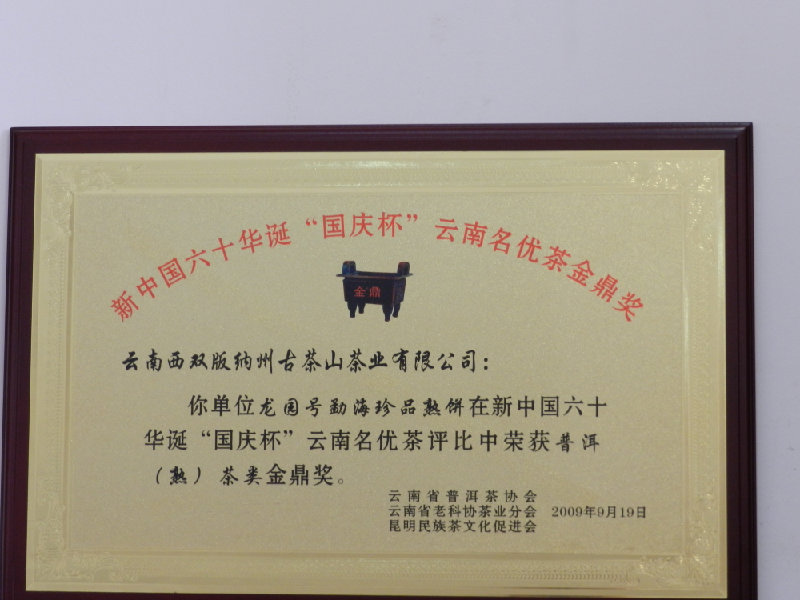 新中国六十华诞“国庆杯”云南名优茶金鼎奖
金鼎
云南西双版纳州古茶山茶业有限公司：
你单位龙园号勐海珍品熟饼在新中国六十
华诞“国庆杯”云南名优茶评比中荣获普洱
（熟）茶类金鼎奖。
云南省普洱茶协会
云南省老科协茶业分会 2009年9月19日
昆明民族茶文化促进会